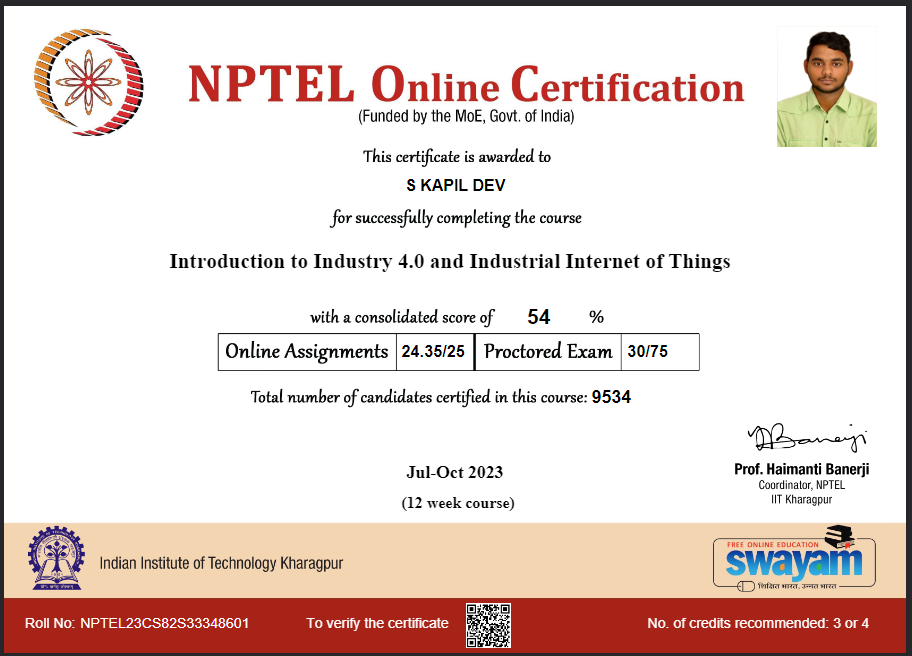 NPTEL Online Certification
(Funded by the MoE, Govt. of India)
This certificate is awarded to
S KAPIL DEV
for successfully completing the course
Introduction to Industry 4.0 and Industrial Internet of Things
with a consolidated score of 54 %
Online Assignments 24.35/25 Proctored Exam 30/75
Total number of candidates certified in this course: 9534
Prof. Haimanti Banerji
Coordinator, NPTEL
IIT Kharagpur
Jul-Oct 2023
(12 week course)
Indian Institute of Technology Kharagpur
FREE ONLINE EDUCATION
swayam
शिक्षित भारत, उन्नत भारत
Roll No: NPTEL23CS82S33348601 To verify the certificate No. of credits recommended: 3 or 4